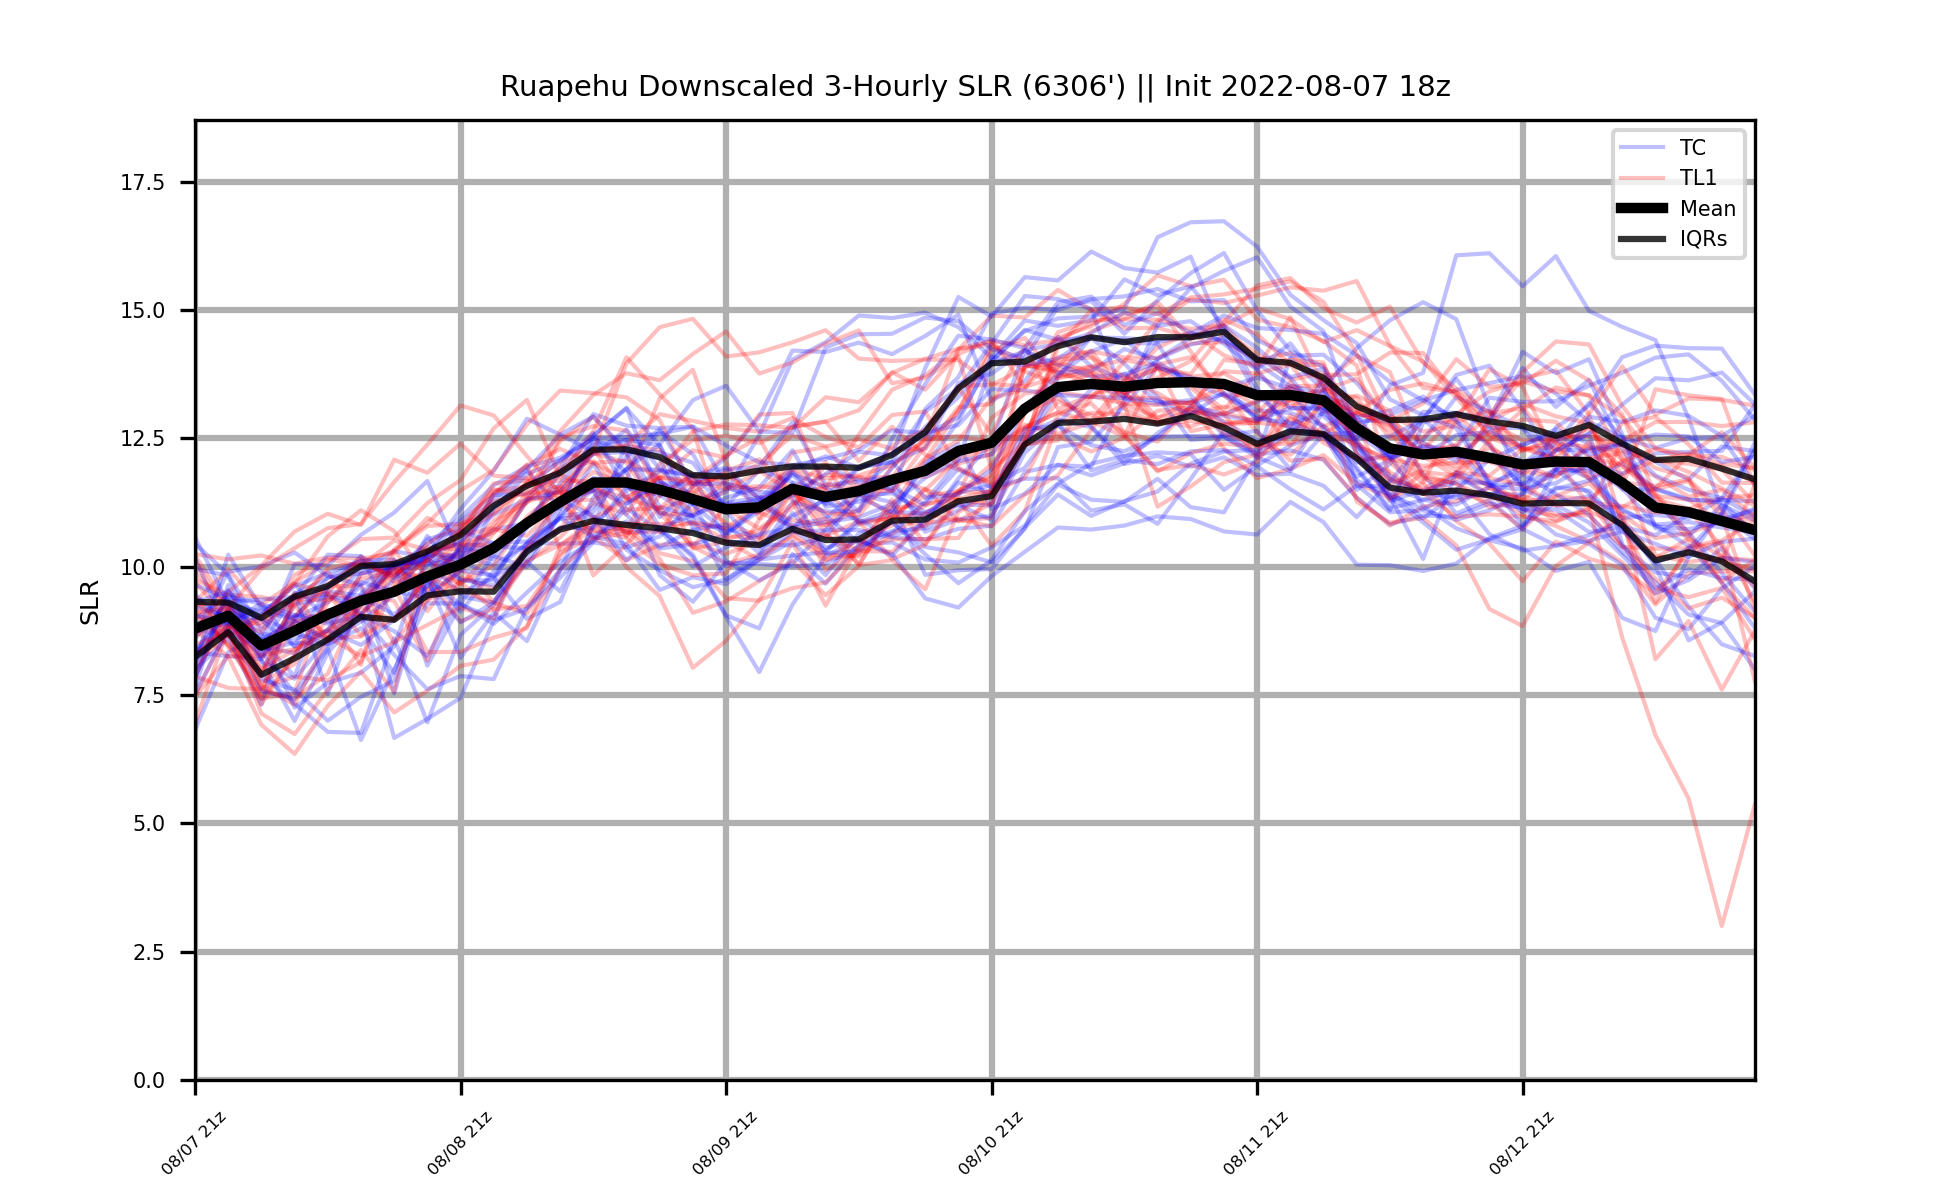 Ruapehu Downscaled 3-Hourly SLR (6306') || Init 2022-08-07 18z
TC
TL1
Mean
IQRs
17.5
15.0
12.5
10.0
7.5
5.0
2.5
0.0
SLR
08/07 21z
08/08 21z
08/09 21z
08/10 21z
08/11 21z
08/12 21z